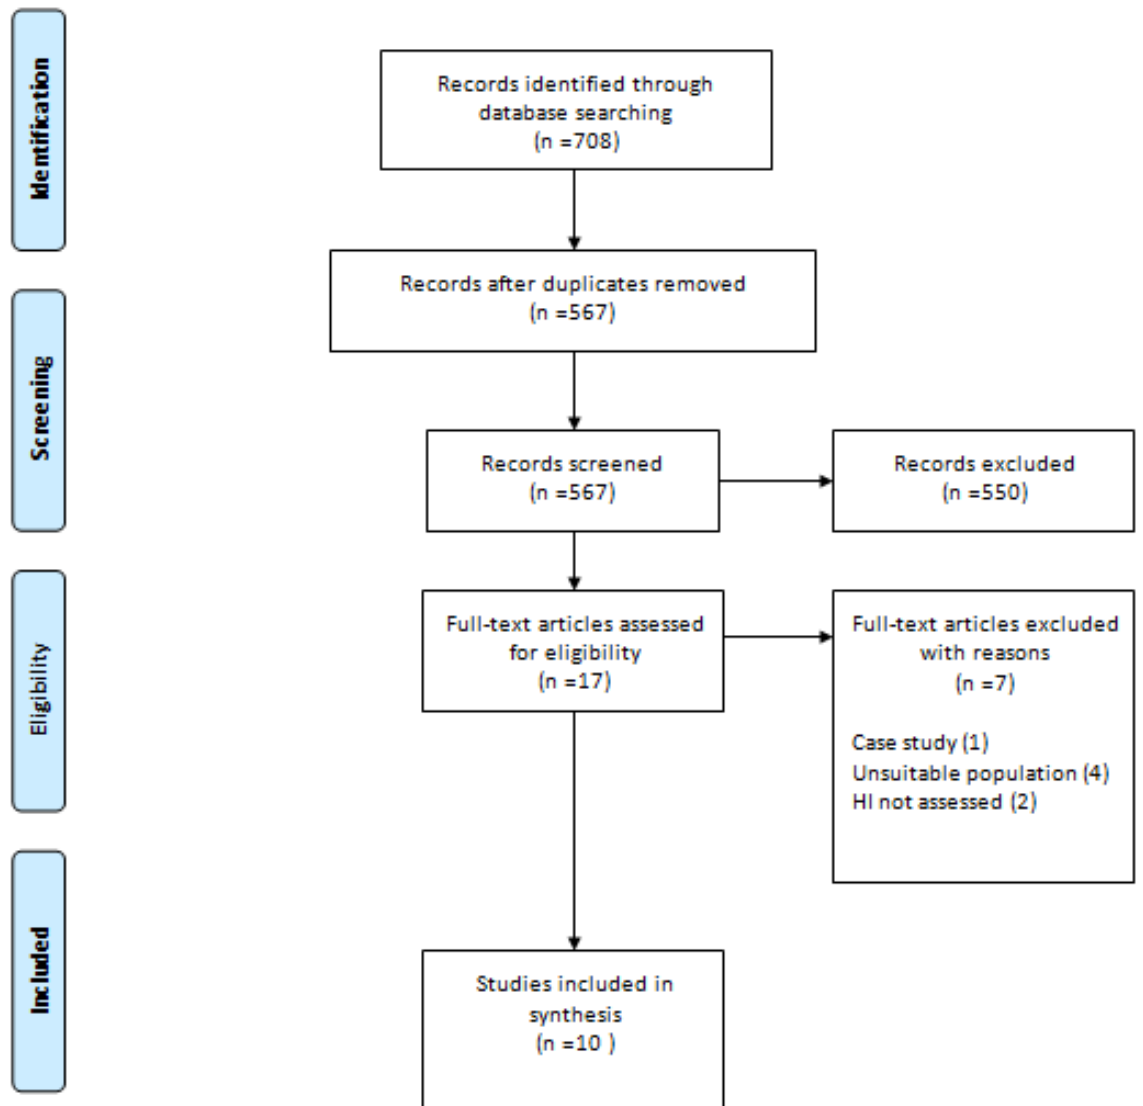 Identification
Records identified through
database searching
(n =708)
Records after duplicates removed
(n =567)
Screening
Records screened
(n =567)
Records excluded
(n =550)
Eligibility
Full-text articles assessed
for eligibility
(n =17)
Full-text articles excluded
with reasons
(n =7)
Case study (1)
Unsuitable population (4)
HI not assessed (2)
Included
Studies included in
synthesis
(n =10 )